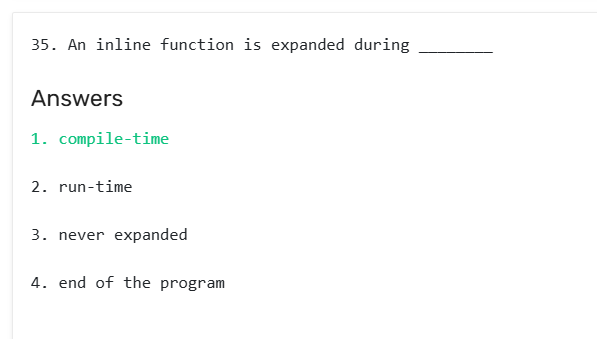 35. An inline function is expanded during ________
Answers
1. compile-time
2. run-time
3. never expanded
4. end of the program